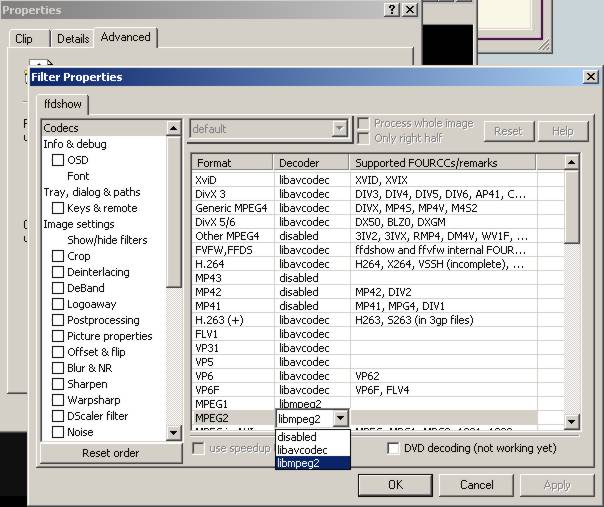 Properties
Clip Details Advanced
Filter Properties
ffdshow
Codecs
Info & debug
OSD
Font
Tray, dialog & paths
Keys & remote
Image settings
Show/hide filters
Crop
Deinterlacing
DeBand
Logoaway
Postprocessing
Picture properties
Offset & flip
Blur & NR
Sharpen
Warpsharp
DScaler filter
Noise
Reset order
default
Process whole image
Only right half
Reset Help
Format Decoder Supported FOURCCs/remarks
XviD libavcodec XVID, XVIX
DivX 3 libavcodec DIV3, DIV4, DIV5, DIV6, AP41, C...
Generic MPEG4 libavcodec DIVX, MP4S, MP4V, M4S2
DivX 5/6 libavcodec DX50, BLZ0, DXGM
Other MPEG4 disabled 3IV2, 3IVX, RMP4, DM4V, WV1F, ...
FVFW,FFDS libavcodec ffdshow and ffvfw internal FOUR...
H.264 libavcodec H264, X264, VSSH (incomplete), ...
MP43 disabled
MP42 disabled MP42, DIV2
MP41 disabled MP41, MPG4, DIV1
H.263 (+) libavcodec H263, S263 (in 3gp files)
FLV1 libavcodec
VP31 libavcodec
VP5 libavcodec
VP6 libavcodec VP62
VP6F libavcodec VP6F, FLV4
MPEG1 libmpeg2
MPEG2 libmpeg2
disabled
libavcodec
libmpeg2
use speedup
DVD decoding (not working yet)
OK Cancel Apply